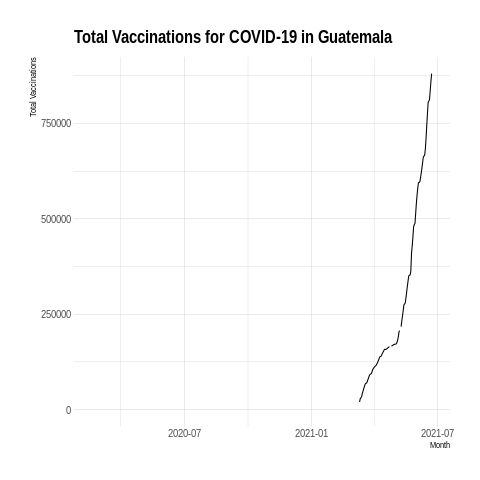 Total Vaccinations for COVID-19 in Guatemala
Total Vaccinations
750000
500000
250000
0
2020-07
2021-01
2021-07
Month